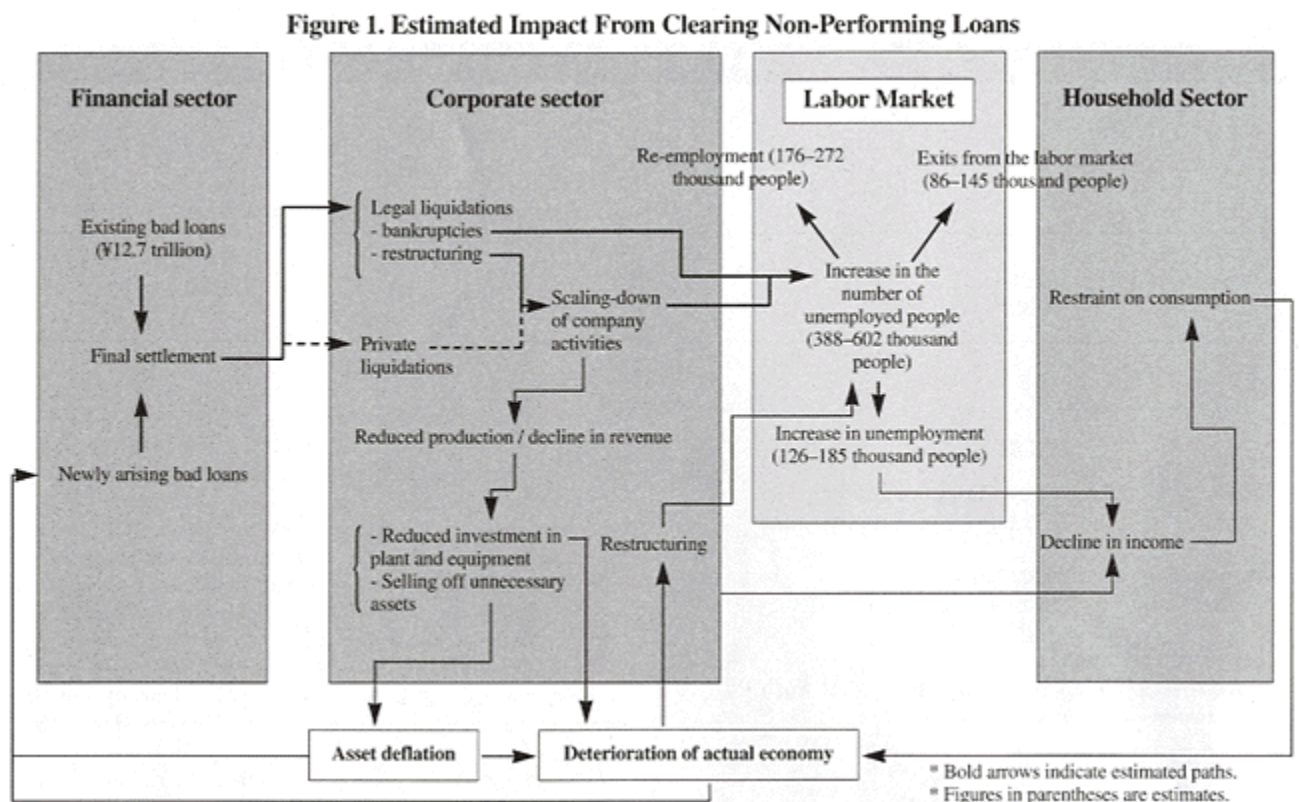 Figure 1. Estimated Impact From Clearing Non-Performing Loans
Financial sector
Existing bad loans
(¥12.7 trillion)
Final settlement
Newly arising bad loans
Corporate sector
Legal liquidations
- bankruptcies
- restructuring
Scaling-down
of company
activities
Private
liquidations
Reduced production / decline in revenue
- Reduced investment in
plant and equipment
- Selling off unnecessary
assets
Restructuring
Labor Market
Re-employment (176–272
thousand people)
Exits from the labor market
(86–145 thousand people)
Increase in the
number of
unemployed people
(388–602 thousand
people)
Increase in unemployment
(126–185 thousand people)
Household Sector
Restraint on consumption
Decline in income
Asset deflation
Deterioration of actual economy
* Bold arrows indicate estimated paths.
* Figures in parentheses are estimates.